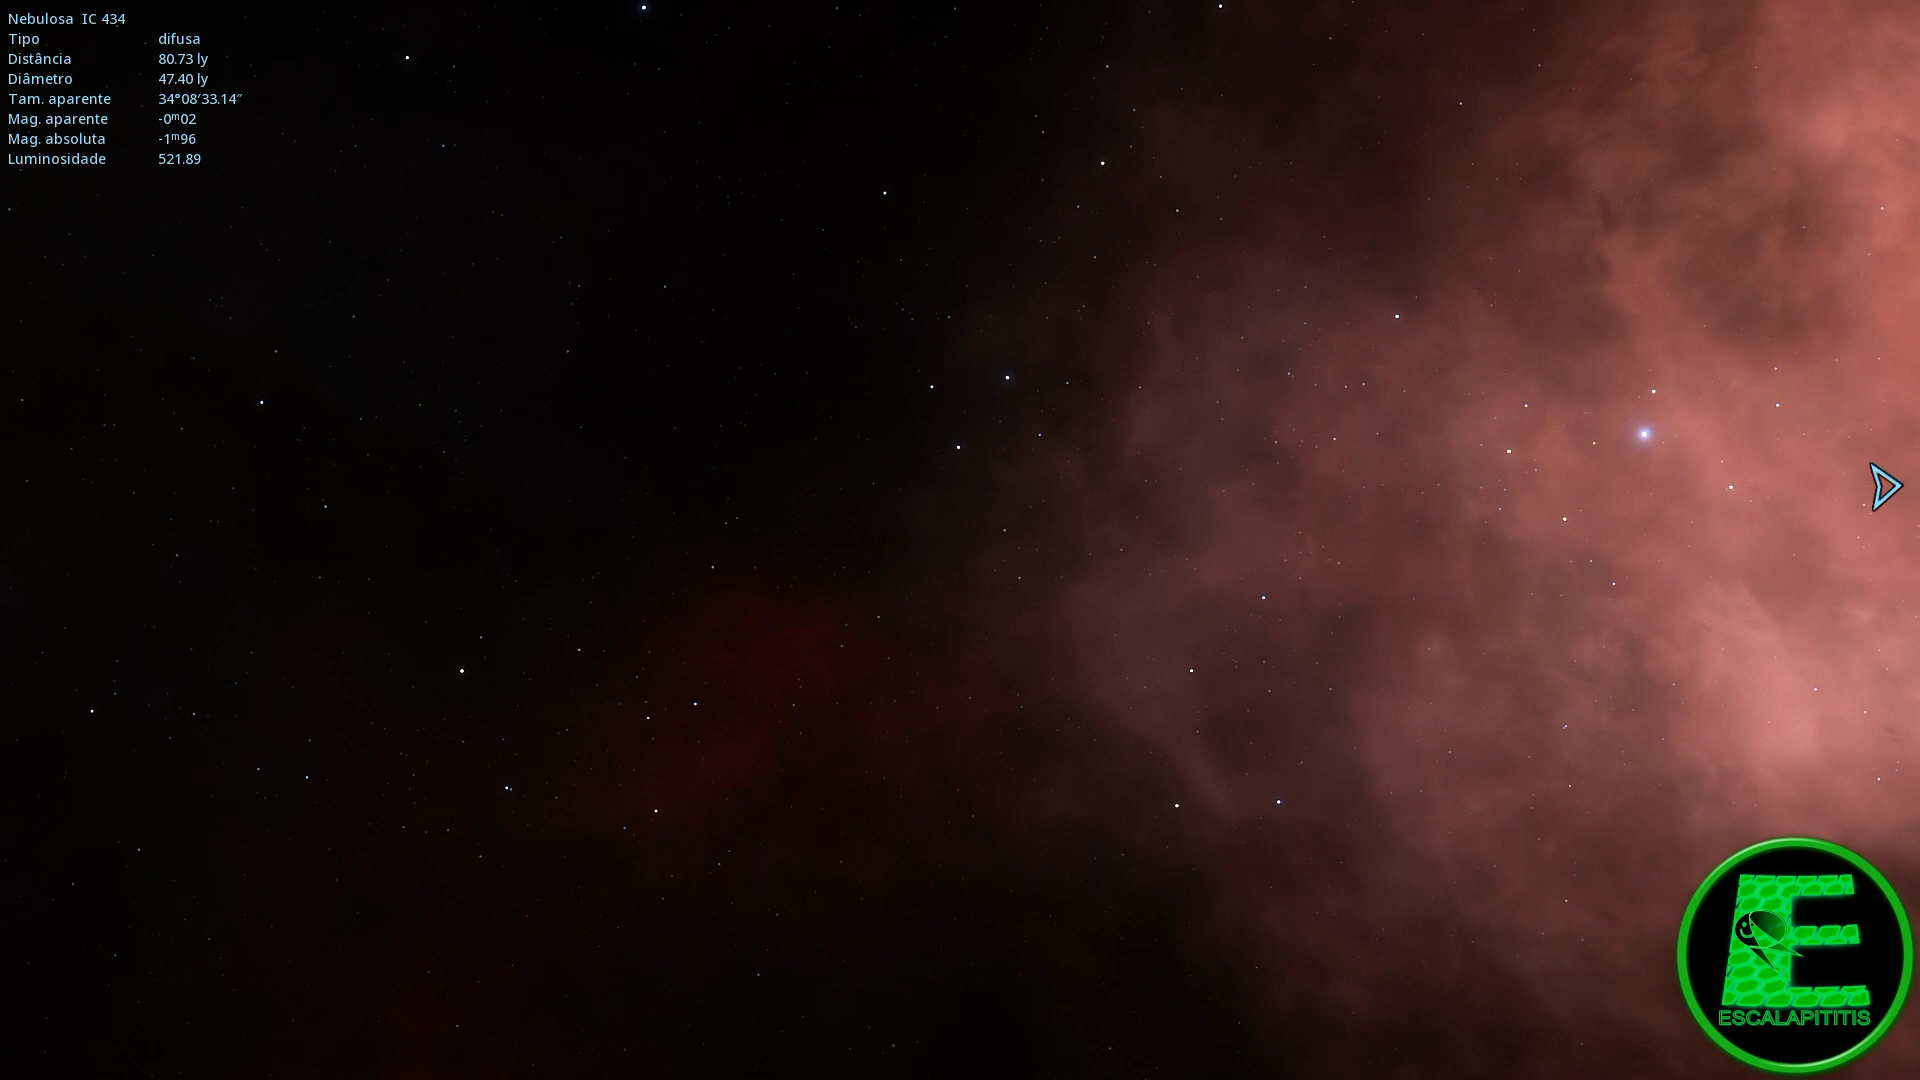 Nebulosa IC 434
Tipo difusa
Distância 80.73 ly
Diâmetro 47.40 ly
Tam. aparente 34°08′33.14″
Mag. aparente -0ᵐ02
Mag. absoluta -1ᵐ96
Luminosidade 521.89
E
ESCALAPITITIS